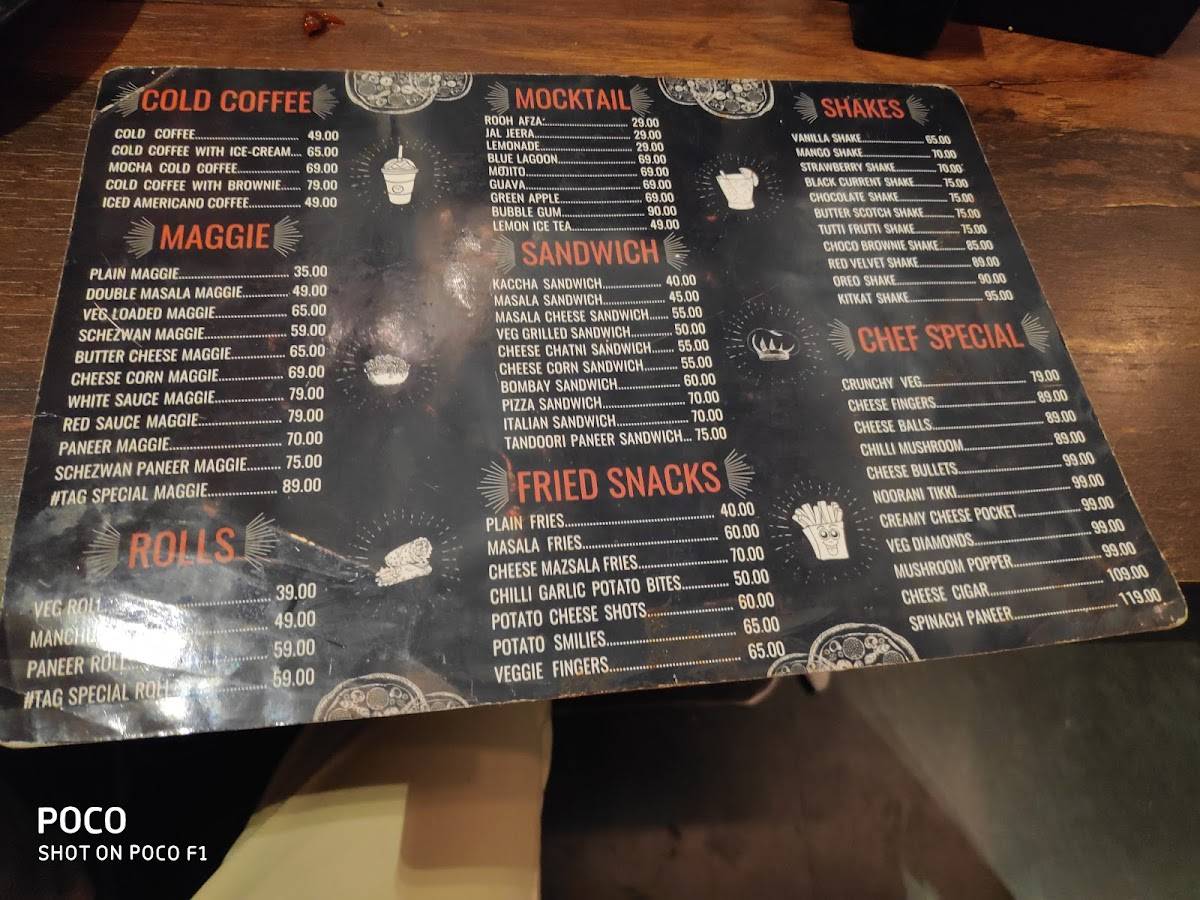 COLD COFFEE
COLD COFFEE 49.00
COLD COFFEE WITH ICE-CREAM 65.00
MOCHA COLD COFFEE 69.00
COLD COFFEE WITH BROWNIE 79.00
ICED AMERICANO COFFEE 49.00
MAGGIE
PLAIN MAGGIE 35.00
DOUBLE MASALA MAGGIE 49.00
VEG LOADED MAGGIE 65.00
SCHEZWAN MAGGIE 59.00
BUTTER CHEESE MAGGIE 65.00
CHEESE CORN MAGGIE 69.00
WHITE SAUCE MAGGIE 79.00
RED SAUCE MAGGIE 79.00
PANEER MAGGIE 70.00
SCHEZWAN PANEER MAGGIE 75.00
#TAG SPECIAL MAGGIE 89.00
ROLLS
VEG ROLL 39.00
49.00
PANEER ROLL 59.00
#TAG SPECIAL ROLL 59.00
MOCKTAIL
ROOH AFZA 29.00
JAL JEERA 29.00
LEMONADE 29.00
BLUE LAGOON 69.00
MOJITO 69.00
GUAVA 69.00
GREEN APPLE 69.00
BUBBLE GUM 90.00
LEMON ICE TEA 49.00
SANDWICH
KACCHA SANDWICH 40.00
MASALA SANDWICH 45.00
MASALA CHEESE SANDWICH 55.00
VEG GRILLED SANDWICH 50.00
CHEESE CHATNI SANDWICH 55.00
CHEESE CORN SANDWICH 55.00
BOMBAY SANDWICH 60.00
PIZZA SANDWICH 70.00
ITALIAN SANDWICH 70.00
TANDOORI PANEER SANDWICH 75.00
FRIED SNACKS
PLAIN FRIES 40.00
MASALA FRIES 60.00
CHEESE MAZSALA FRIES 70.00
CHILLI GARLIC POTATO BITES 50.00
POTATO CHEESE SHOTS 60.00
POTATO SMILIES 65.00
VEGGIE FINGERS 65.00
SHAKES
VANILLA SHAKE 65.00
MANGO SHAKE 70.00
STRAWBERRY SHAKE 70.00
BLACK CURRENT SHAKE 75.00
CHOCOLATE SHAKE 75.00
BUTTER SCOTCH SHAKE 75.00
TUTTI FRUTTI SHAKE 75.00
CHOCO BROWNIE SHAKE 85.00
RED VELVET SHAKE 89.00
OREO SHAKE 90.00
KITKAT SHAKE 95.00
CHEF SPECIAL
CRUNCHY VEG 79.00
CHEESE FINGERS 89.00
CHEESE BALLS 89.00
CHILLI MUSHROOM 89.00
CHEESE BULLETS 99.00
NOORANI TIKKI 99.00
CREAMY CHEESE POCKET 99.00
VEG DIAMONDS 99.00
MUSHROOM POPPER 99.00
CHEESE CIGAR 109.00
SPINACH PANEER 119.00
POCO
SHOT ON POCO F1